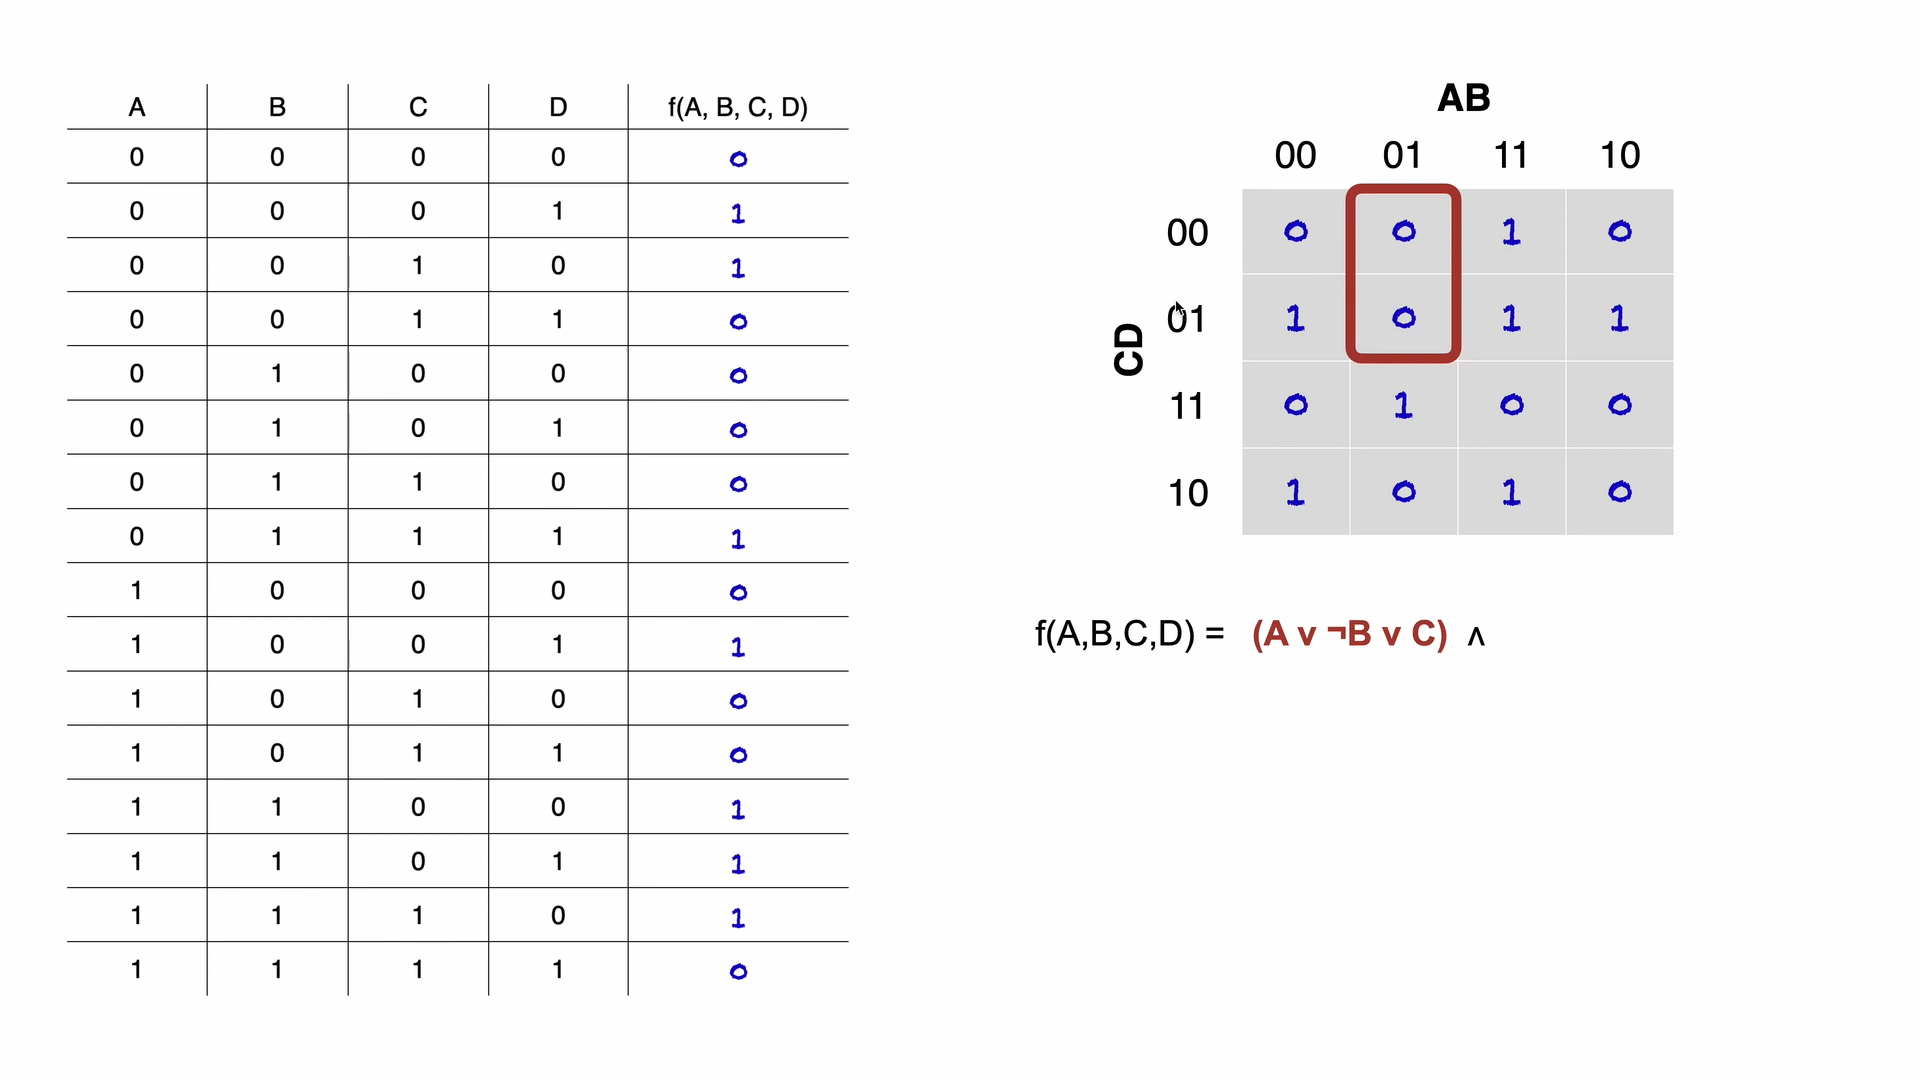 A B C D f(A, B, C, D)
0 0 0 0 0
0 0 0 1 1
0 0 1 0 1
0 0 1 1 0
0 1 0 0 0
0 1 0 1 0
0 1 1 0 0
0 1 1 1 1
1 0 0 0 0
1 0 0 1 1
1 0 1 0 0
1 0 1 1 0
1 1 0 0 1
1 1 0 1 1
1 1 1 0 1
1 1 1 1 0
AB
00 01 11 10
CD
00 0 0 1 0
01 1 0 1 1
11 0 1 0 0
10 1 0 1 0
f(A,B,C,D) = (A v ¬B v C) ∧